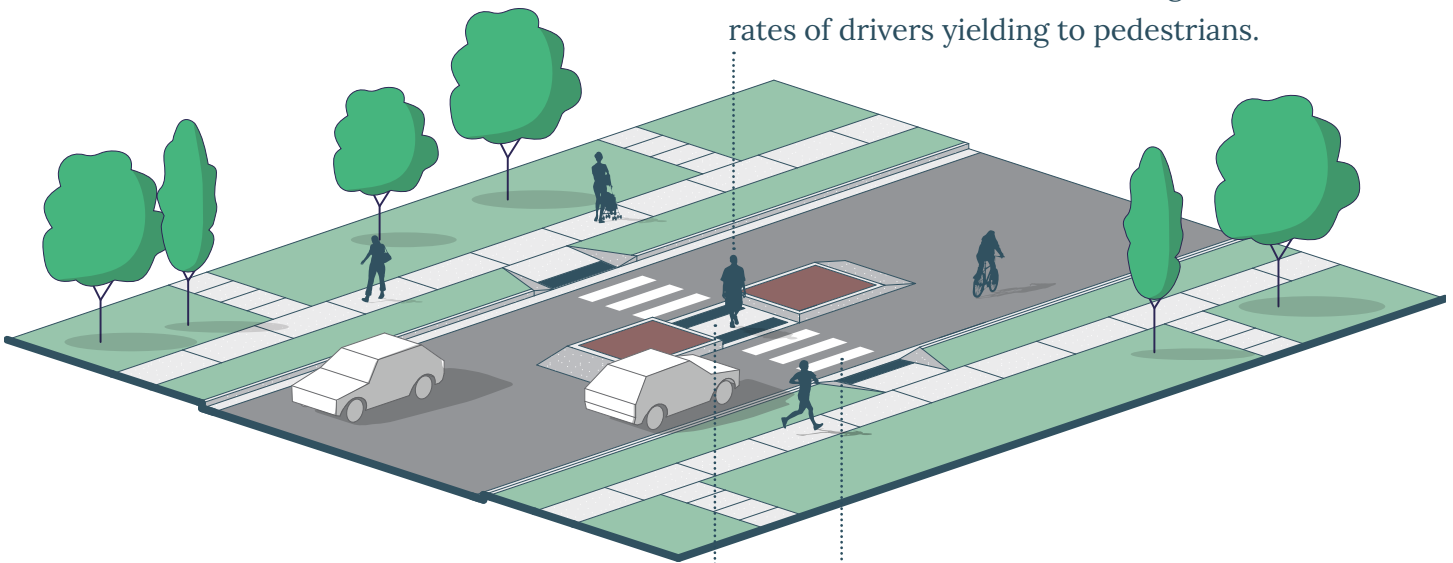 rates of drivers yielding to pedestrians.